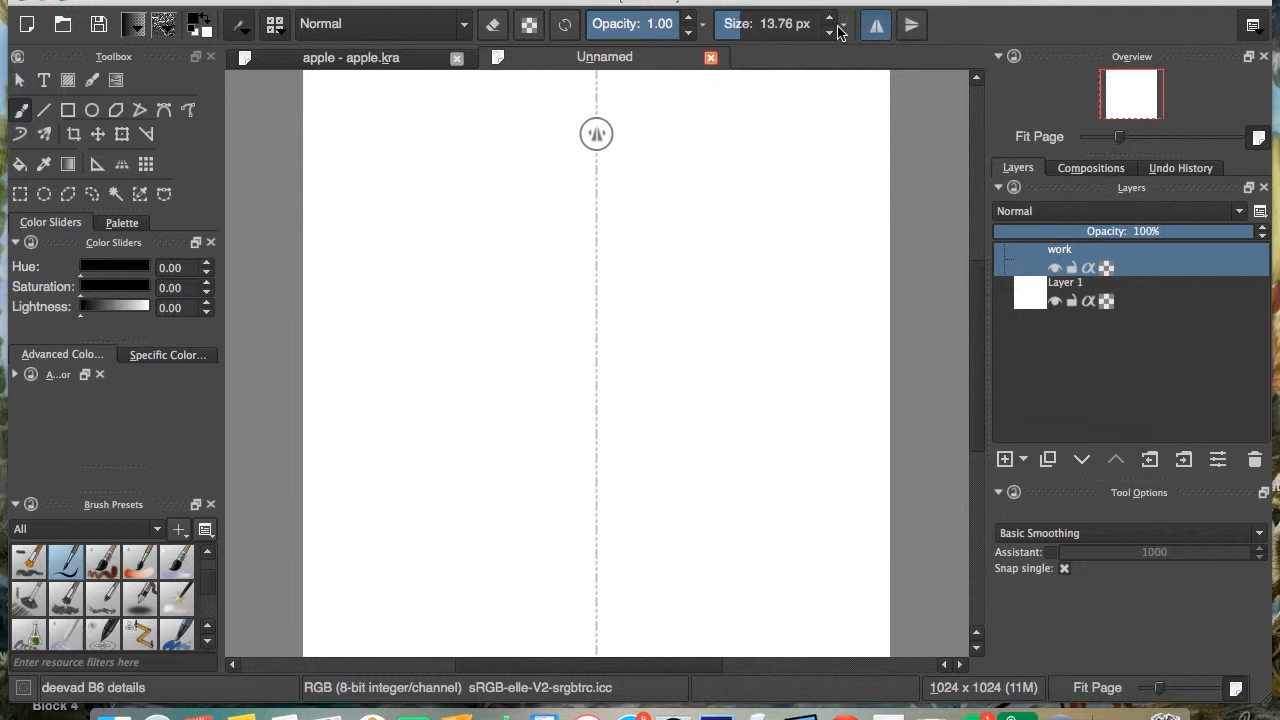 Normal
Opacity: 1.00
Size: 13.76 px
Toolbox
apple - apple.kra
Unnamed
Overview
Fit Page
Layers
Compositions
Undo History
Layers
Normal
Opacity: 100%
work
Layer 1
Color Sliders
Palette
Color Sliders
Hue:
0.00
Saturation:
0.00
Lightness:
0.00
Advanced Colo...
Specific Color...
A...or
Brush Presets
All
Enter resource filters here
Tool Options
Basic Smoothing
Assistant:
1000
Snap single:
deevad B6 details
RGB (8-bit integer/channel) sRGB-elle-V2-srgbtrc.icc
1024 x 1024 (11M)
Fit Page
Block 4